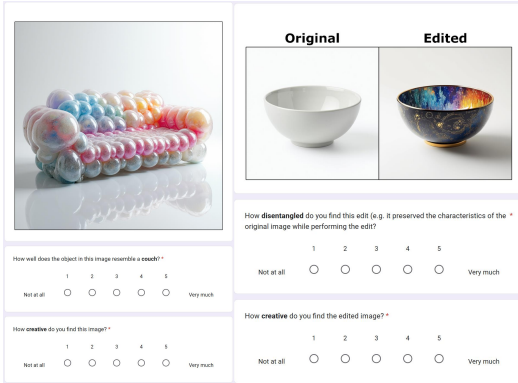 How well does the object in this image resemble a couch? *
1 2 3 4 5
Not at all Very much
How creative do you find this image? *
1 2 3 4 5
Not at all Very much
Original Edited
How disentangled do you find this edit (e.g. it preserved the characteristics of the *
original image while performing the edit?
1 2 3 4 5
Not at all Very much
How creative do you find the edited image? *
1 2 3 4 5
Not at all Very much